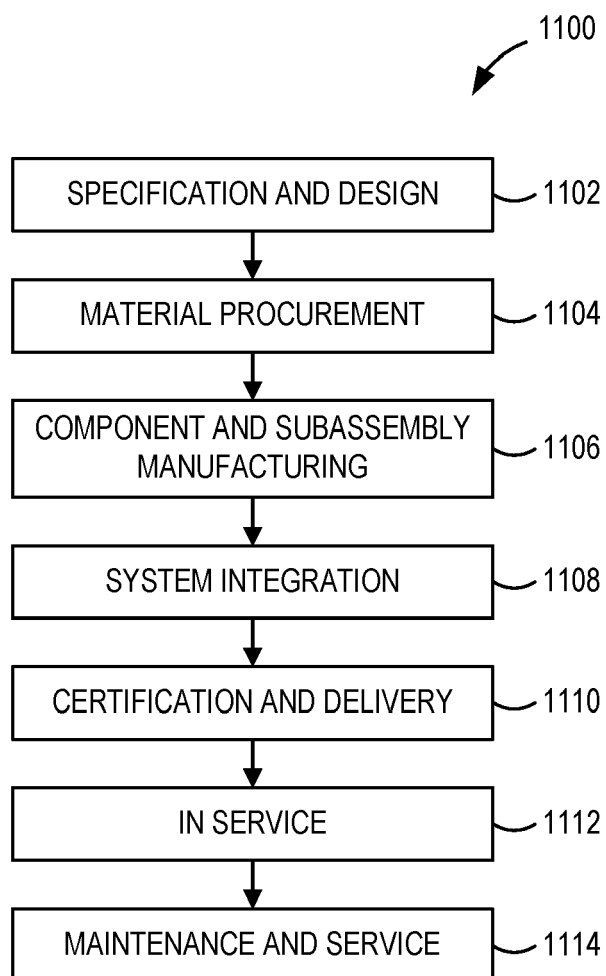 1100
SPECIFICATION AND DESIGN
1102
MATERIAL PROCUREMENT
1104
COMPONENT AND SUBASSEMBLY
MANUFACTURING
1106
SYSTEM INTEGRATION
1108
CERTIFICATION AND DELIVERY
1110
IN SERVICE
1112
MAINTENANCE AND SERVICE
1114